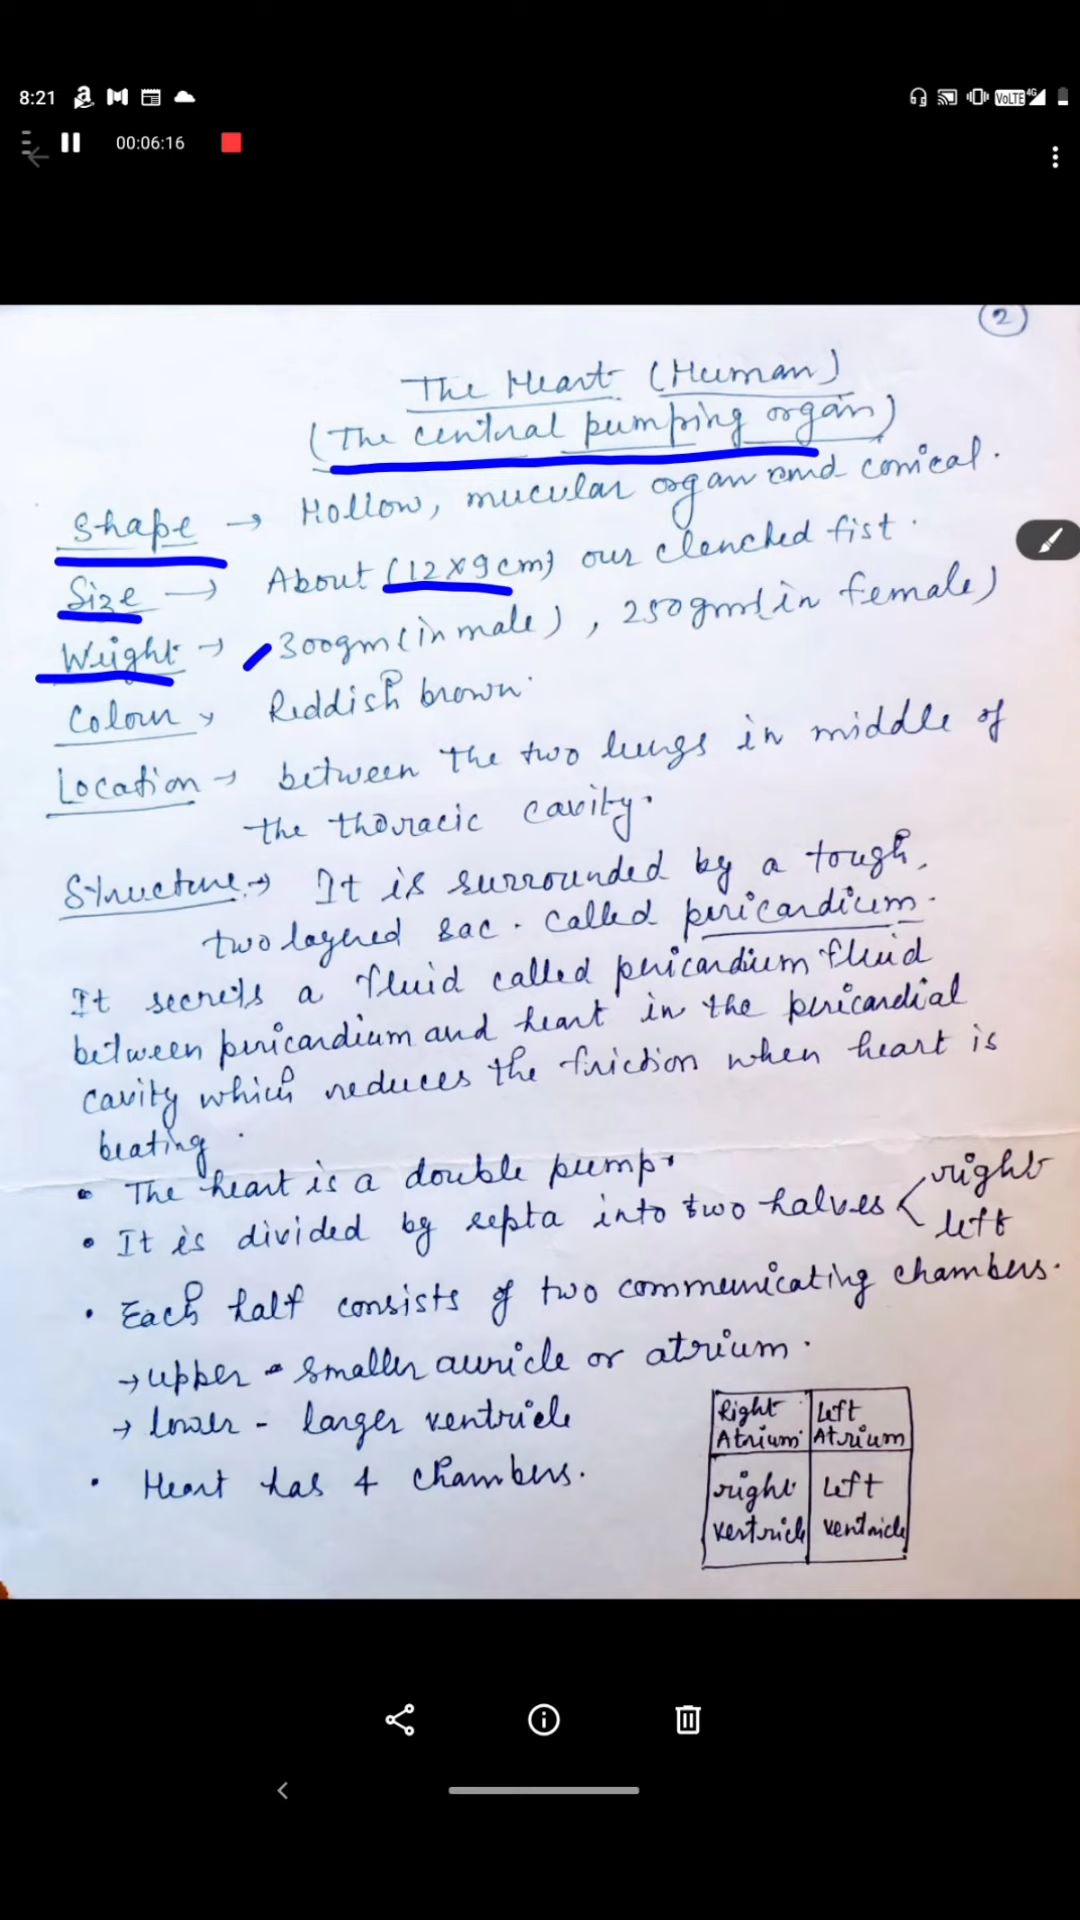 8:21
VoLTE 4G
00:06:16
2
The Heart (Human)
(The central pumping organ)
Shape → Hollow, mucular organ and conical.
Size → About (12x9cm) our clenched fist.
Weight → 300gm (in male), 250gm (in female)
Colour → Reddish brown.
Location → between the two lungs in middle of
the thoracic cavity.
Structure → It is surrounded by a tough,
two layered sac. called pericardium.
It secrets a fluid called pericardium fluid
between pericardium and heart in the pericardial
cavity which reduces the friction when heart is
beating.
• The heart is a double pump.
• It is divided by septa into two halves < right
left
• Each half consists of two communicating chambers.
→ upper - smaller auricle or atrium.
→ lower - larger ventricle
• Heart has 4 chambers.
Right Atrium
Left Atrium
right ventricle
Left ventricle